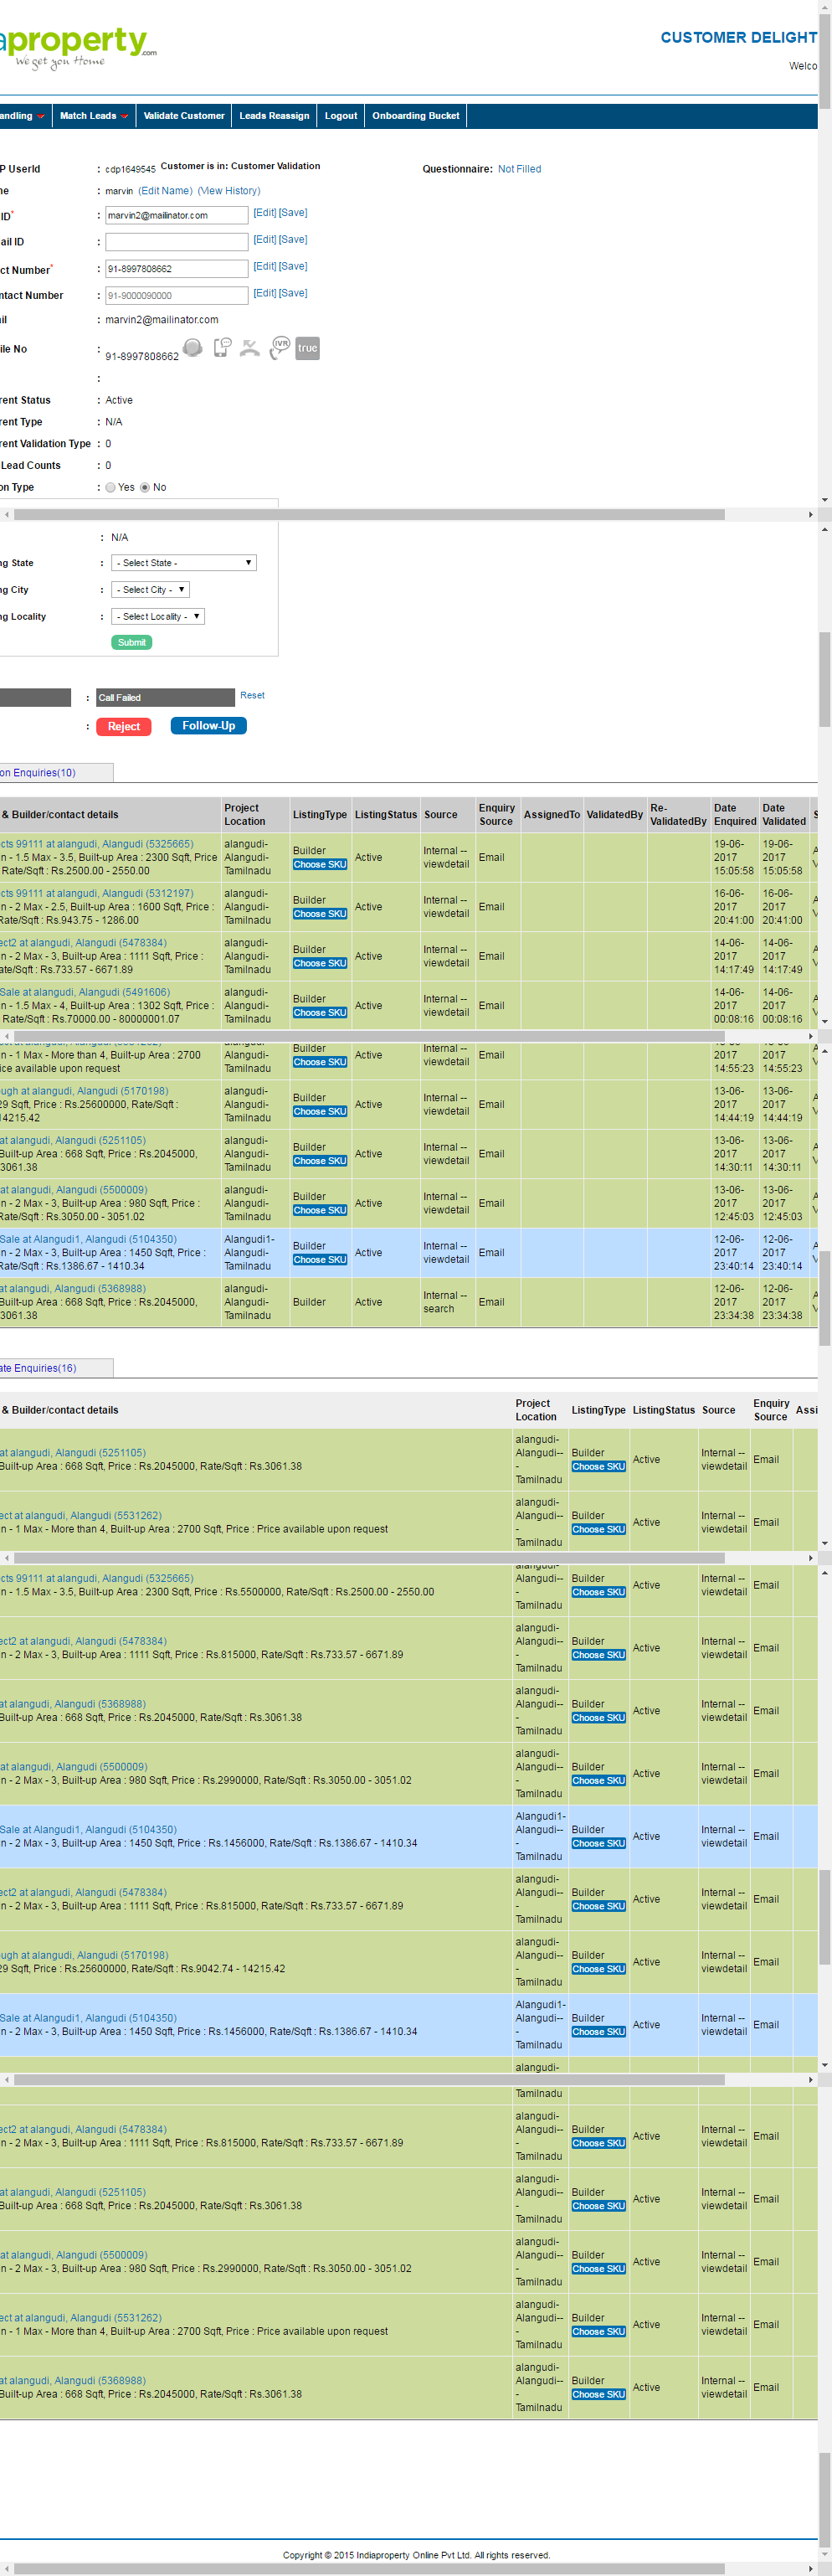 aproperty.com
We get you Home
CUSTOMER DELIGHT
Welco
andling Match Leads Validate Customer Leads Reassign Logout Onboarding Bucket
P UserId : cdp1649545 Customer is in: Customer Validation Questionnaire: Not Filled
ne : marvin (Edit Name) (View History)
ID* : marvin2@mailinator.com [Edit] [Save]
ail ID : [Edit] [Save]
ct Number* : 91-8997808662 [Edit] [Save]
ntact Number : 91-9000090000 [Edit] [Save]
il : marvin2@mailinator.com
ile No : 91-8997808662 IVR true
:
rent Status : Active
rent Type : N/A
rent Validation Type : 0
Lead Counts : 0
on Type : Yes No
: N/A
ng State : - Select State -
ng City : - Select City -
ng Locality : - Select Locality -
Submit
: Call Failed Reset
: Reject Follow-Up
on Enquiries(10)
& Builder/contact details Project Location ListingType ListingStatus Source Enquiry Source AssignedTo ValidatedBy Re-ValidatedBy Date Enquired Date Validated S
cts 99111 at alangudi, Alangudi (5325665)
n - 1.5 Max - 3.5, Built-up Area : 2300 Sqft, Price
Rate/Sqft : Rs.2500.00 - 2550.00
alangudi-Alangudi-Tamilnadu Builder Choose SKU Active Internal -- viewdetail Email 19-06-2017 15:05:58 19-06-2017 15:05:58
cts 99111 at alangudi, Alangudi (5312197)
n - 2 Max - 2.5, Built-up Area : 1600 Sqft, Price :
Rate/Sqft : Rs.943.75 - 1286.00
alangudi-Alangudi-Tamilnadu Builder Choose SKU Active Internal -- viewdetail Email 16-06-2017 20:41:00 16-06-2017 20:41:00
ect2 at alangudi, Alangudi (5478384)
n - 2 Max - 3, Built-up Area : 1111 Sqft, Price :
ate/Sqft : Rs.733.57 - 6671.89
alangudi-Alangudi-Tamilnadu Builder Choose SKU Active Internal -- viewdetail Email 14-06-2017 14:17:49 14-06-2017 14:17:49
Sale at alangudi, Alangudi (5491606)
n - 1.5 Max - 4, Built-up Area : 1302 Sqft, Price :
Rate/Sqft : Rs.70000.00 - 80000001.07
alangudi-Alangudi-Tamilnadu Builder Choose SKU Active Internal -- viewdetail Email 14-06-2017 00:08:16 14-06-2017 00:08:16
n - 1 Max - More than 4, Built-up Area : 2700
ice available upon request
Alangudi-Tamilnadu Builder Choose SKU Active Internal -- viewdetail Email 2017 14:55:23 2017 14:55:23
ugh at alangudi, Alangudi (5170198)
29 Sqft, Price : Rs.25600000, Rate/Sqft :
14215.42
alangudi-Alangudi-Tamilnadu Builder Choose SKU Active Internal -- viewdetail Email 13-06-2017 14:44:19 13-06-2017 14:44:19
at alangudi, Alangudi (5251105)
Built-up Area : 668 Sqft, Price : Rs.2045000,
3061.38
alangudi-Alangudi-Tamilnadu Builder Choose SKU Active Internal -- viewdetail Email 13-06-2017 14:30:11 13-06-2017 14:30:11
at alangudi, Alangudi (5500009)
n - 2 Max - 3, Built-up Area : 980 Sqft, Price :
Rate/Sqft : Rs.3050.00 - 3051.02
alangudi-Alangudi-Tamilnadu Builder Choose SKU Active Internal -- viewdetail Email 13-06-2017 12:45:03 13-06-2017 12:45:03
Sale at Alangudi1, Alangudi (5104350)
n - 2 Max - 3, Built-up Area : 1450 Sqft, Price :
Rate/Sqft : Rs.1386.67 - 1410.34
Alangudi1-Alangudi-Tamilnadu Builder Choose SKU Active Internal -- viewdetail Email 12-06-2017 23:40:14 12-06-2017 23:40:14
at alangudi, Alangudi (5368988)
Built-up Area : 668 Sqft, Price : Rs.2045000,
3061.38
alangudi-Alangudi-Tamilnadu Builder Active Internal -- search Email 12-06-2017 23:34:38 12-06-2017 23:34:38
ate Enquiries(16)
& Builder/contact details Project Location ListingType ListingStatus Source Enquiry Source Assi
at alangudi, Alangudi (5251105)
Built-up Area : 668 Sqft, Price : Rs.2045000, Rate/Sqft : Rs.3061.38
alangudi-Alangudi--- Tamilnadu Builder Choose SKU Active Internal -- viewdetail Email
ect at alangudi, Alangudi (5531262)
n - 1 Max - More than 4, Built-up Area : 2700 Sqft, Price : Price available upon request
alangudi-Alangudi--- Tamilnadu Builder Choose SKU Active Internal -- viewdetail Email
cts 99111 at alangudi, Alangudi (5325665)
n - 1.5 Max - 3.5, Built-up Area : 2300 Sqft, Price : Rs.5500000, Rate/Sqft : Rs.2500.00 - 2550.00
alangudi-Alangudi--- Tamilnadu Builder Choose SKU Active Internal -- viewdetail Email
ect2 at alangudi, Alangudi (5478384)
n - 2 Max - 3, Built-up Area : 1111 Sqft, Price : Rs.815000, Rate/Sqft : Rs.733.57 - 6671.89
alangudi-Alangudi--- Tamilnadu Builder Choose SKU Active Internal -- viewdetail Email
at alangudi, Alangudi (5368988)
Built-up Area : 668 Sqft, Price : Rs.2045000, Rate/Sqft : Rs.3061.38
alangudi-Alangudi--- Tamilnadu Builder Choose SKU Active Internal -- viewdetail Email
at alangudi, Alangudi (5500009)
n - 2 Max - 3, Built-up Area : 980 Sqft, Price : Rs.2990000, Rate/Sqft : Rs.3050.00 - 3051.02
alangudi-Alangudi--- Tamilnadu Builder Choose SKU Active Internal -- viewdetail Email
Sale at Alangudi1, Alangudi (5104350)
n - 2 Max - 3, Built-up Area : 1450 Sqft, Price : Rs.1456000, Rate/Sqft : Rs.1386.67 - 1410.34
Alangudi1-Alangudi--- Tamilnadu Builder Choose SKU Active Internal -- viewdetail Email
ect2 at alangudi, Alangudi (5478384)
n - 2 Max - 3, Built-up Area : 1111 Sqft, Price : Rs.815000, Rate/Sqft : Rs.733.57 - 6671.89
alangudi-Alangudi--- Tamilnadu Builder Choose SKU Active Internal -- viewdetail Email
ugh at alangudi, Alangudi (5170198)
29 Sqft, Price : Rs.25600000, Rate/Sqft : Rs.9042.74 - 14215.42
alangudi-Alangudi--- Tamilnadu Builder Choose SKU Active Internal -- viewdetail Email
Sale at Alangudi1, Alangudi (5104350)
n - 2 Max - 3, Built-up Area : 1450 Sqft, Price : Rs.1456000, Rate/Sqft : Rs.1386.67 - 1410.34
Alangudi1-Alangudi--- Tamilnadu Builder Choose SKU Active Internal -- viewdetail Email
alangudi-
Tamilnadu
ect2 at alangudi, Alangudi (5478384)
n - 2 Max - 3, Built-up Area : 1111 Sqft, Price : Rs.815000, Rate/Sqft : Rs.733.57 - 6671.89
alangudi-Alangudi--- Tamilnadu Builder Choose SKU Active Internal -- viewdetail Email
at alangudi, Alangudi (5251105)
Built-up Area : 668 Sqft, Price : Rs.2045000, Rate/Sqft : Rs.3061.38
alangudi-Alangudi--- Tamilnadu Builder Choose SKU Active Internal -- viewdetail Email
at alangudi, Alangudi (5500009)
n - 2 Max - 3, Built-up Area : 980 Sqft, Price : Rs.2990000, Rate/Sqft : Rs.3050.00 - 3051.02
alangudi-Alangudi--- Tamilnadu Builder Choose SKU Active Internal -- viewdetail Email
ect at alangudi, Alangudi (5531262)
n - 1 Max - More than 4, Built-up Area : 2700 Sqft, Price : Price available upon request
alangudi-Alangudi--- Tamilnadu Builder Choose SKU Active Internal -- viewdetail Email
at alangudi, Alangudi (5368988)
Built-up Area : 668 Sqft, Price : Rs.2045000, Rate/Sqft : Rs.3061.38
alangudi-Alangudi--- Tamilnadu Builder Choose SKU Active Internal -- viewdetail Email
Copyright © 2015 Indiaproperty Online Pvt Ltd. All rights reserved.